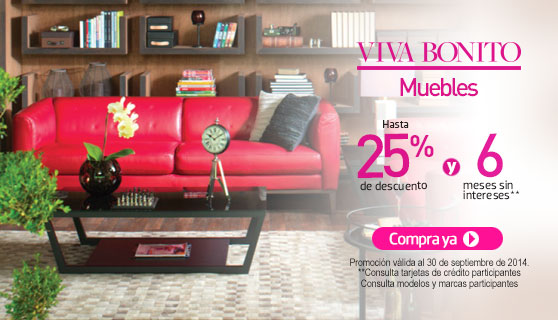 VIVA BONITO
Muebles
Hasta
25% y 6
de descuento
meses sin
intereses**
Compra ya
Promoción válida al 30 de septiembre de 2014.
**Consulta tarjetas de crédito participantes
Consulta modelos y marcas participantes